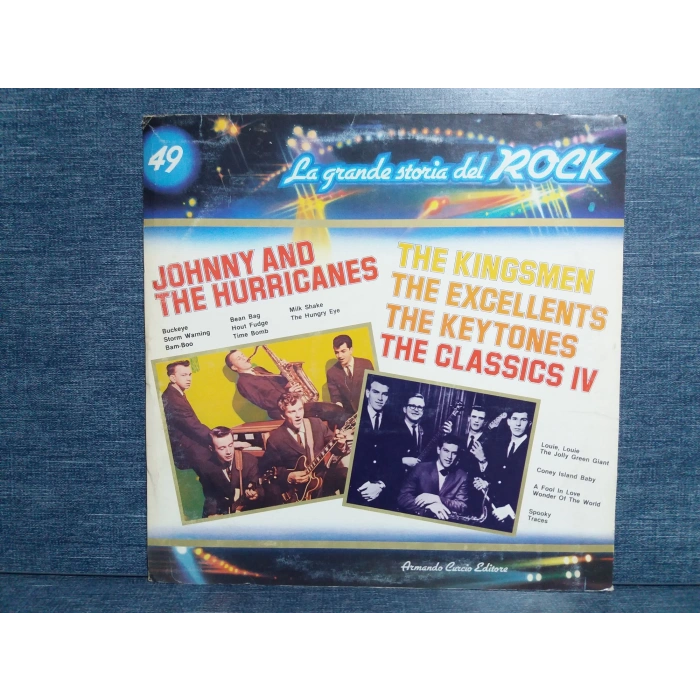 49
La grande storia del ROCK
JOHNNY AND
THE HURRICANES
Buckeye
Storm Warning
Bam-Boo
Bean Bag
Hout Fudge
Time Bomb
Milk Shake
The Hungry Eye
THE KINGSMEN
THE EXCELLENTS
THE KEYTONES
THE CLASSICS IV
Louie, Louie
The Jolly Green Giant
Coney Island Baby
A Fool In Love
Wonder Of The World
Spooky
Traces
Armando Curcio Editore